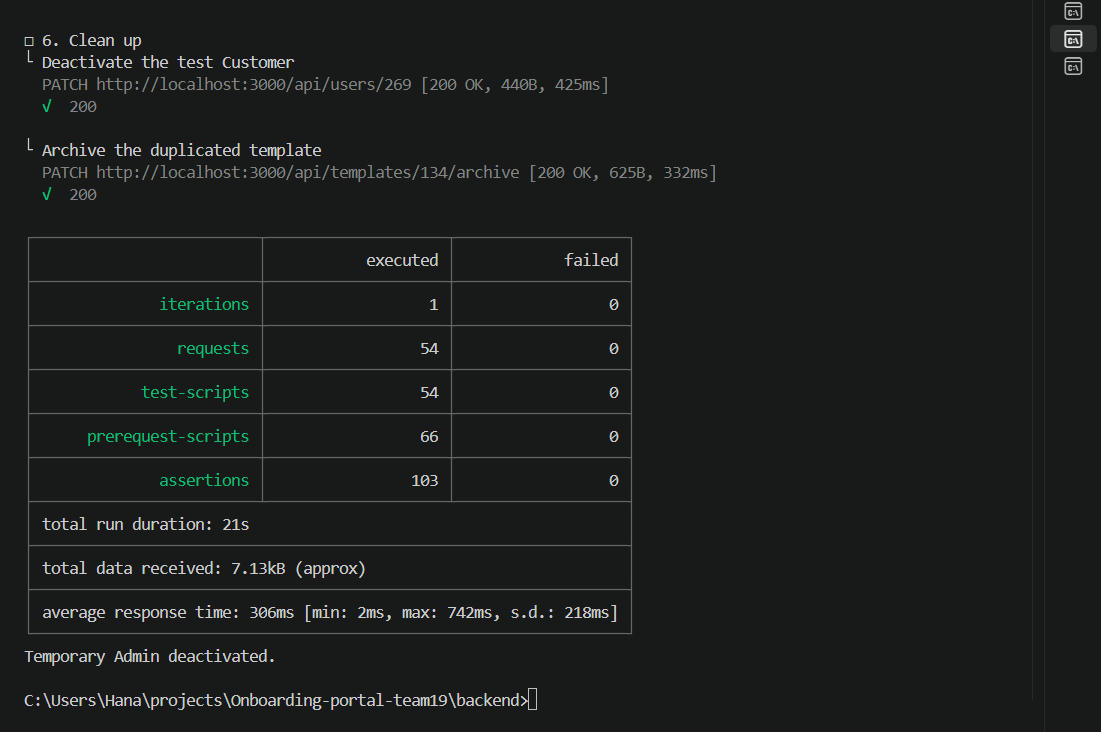 □ 6. Clean up
└ Deactivate the test Customer
PATCH http://localhost:3000/api/users/269 [200 OK, 440B, 425ms]
√ 200
└ Archive the duplicated template
PATCH http://localhost:3000/api/templates/134/archive [200 OK, 625B, 332ms]
√ 200
executed failed
iterations 1 0
requests 54 0
test-scripts 54 0
prerequest-scripts 66 0
assertions 103 0
total run duration: 21s
total data received: 7.13kB (approx)
average response time: 306ms [min: 2ms, max: 742ms, s.d.: 218ms]
Temporary Admin deactivated.
C:\Users\Hana\projects\Onboarding-portal-team19\backend>